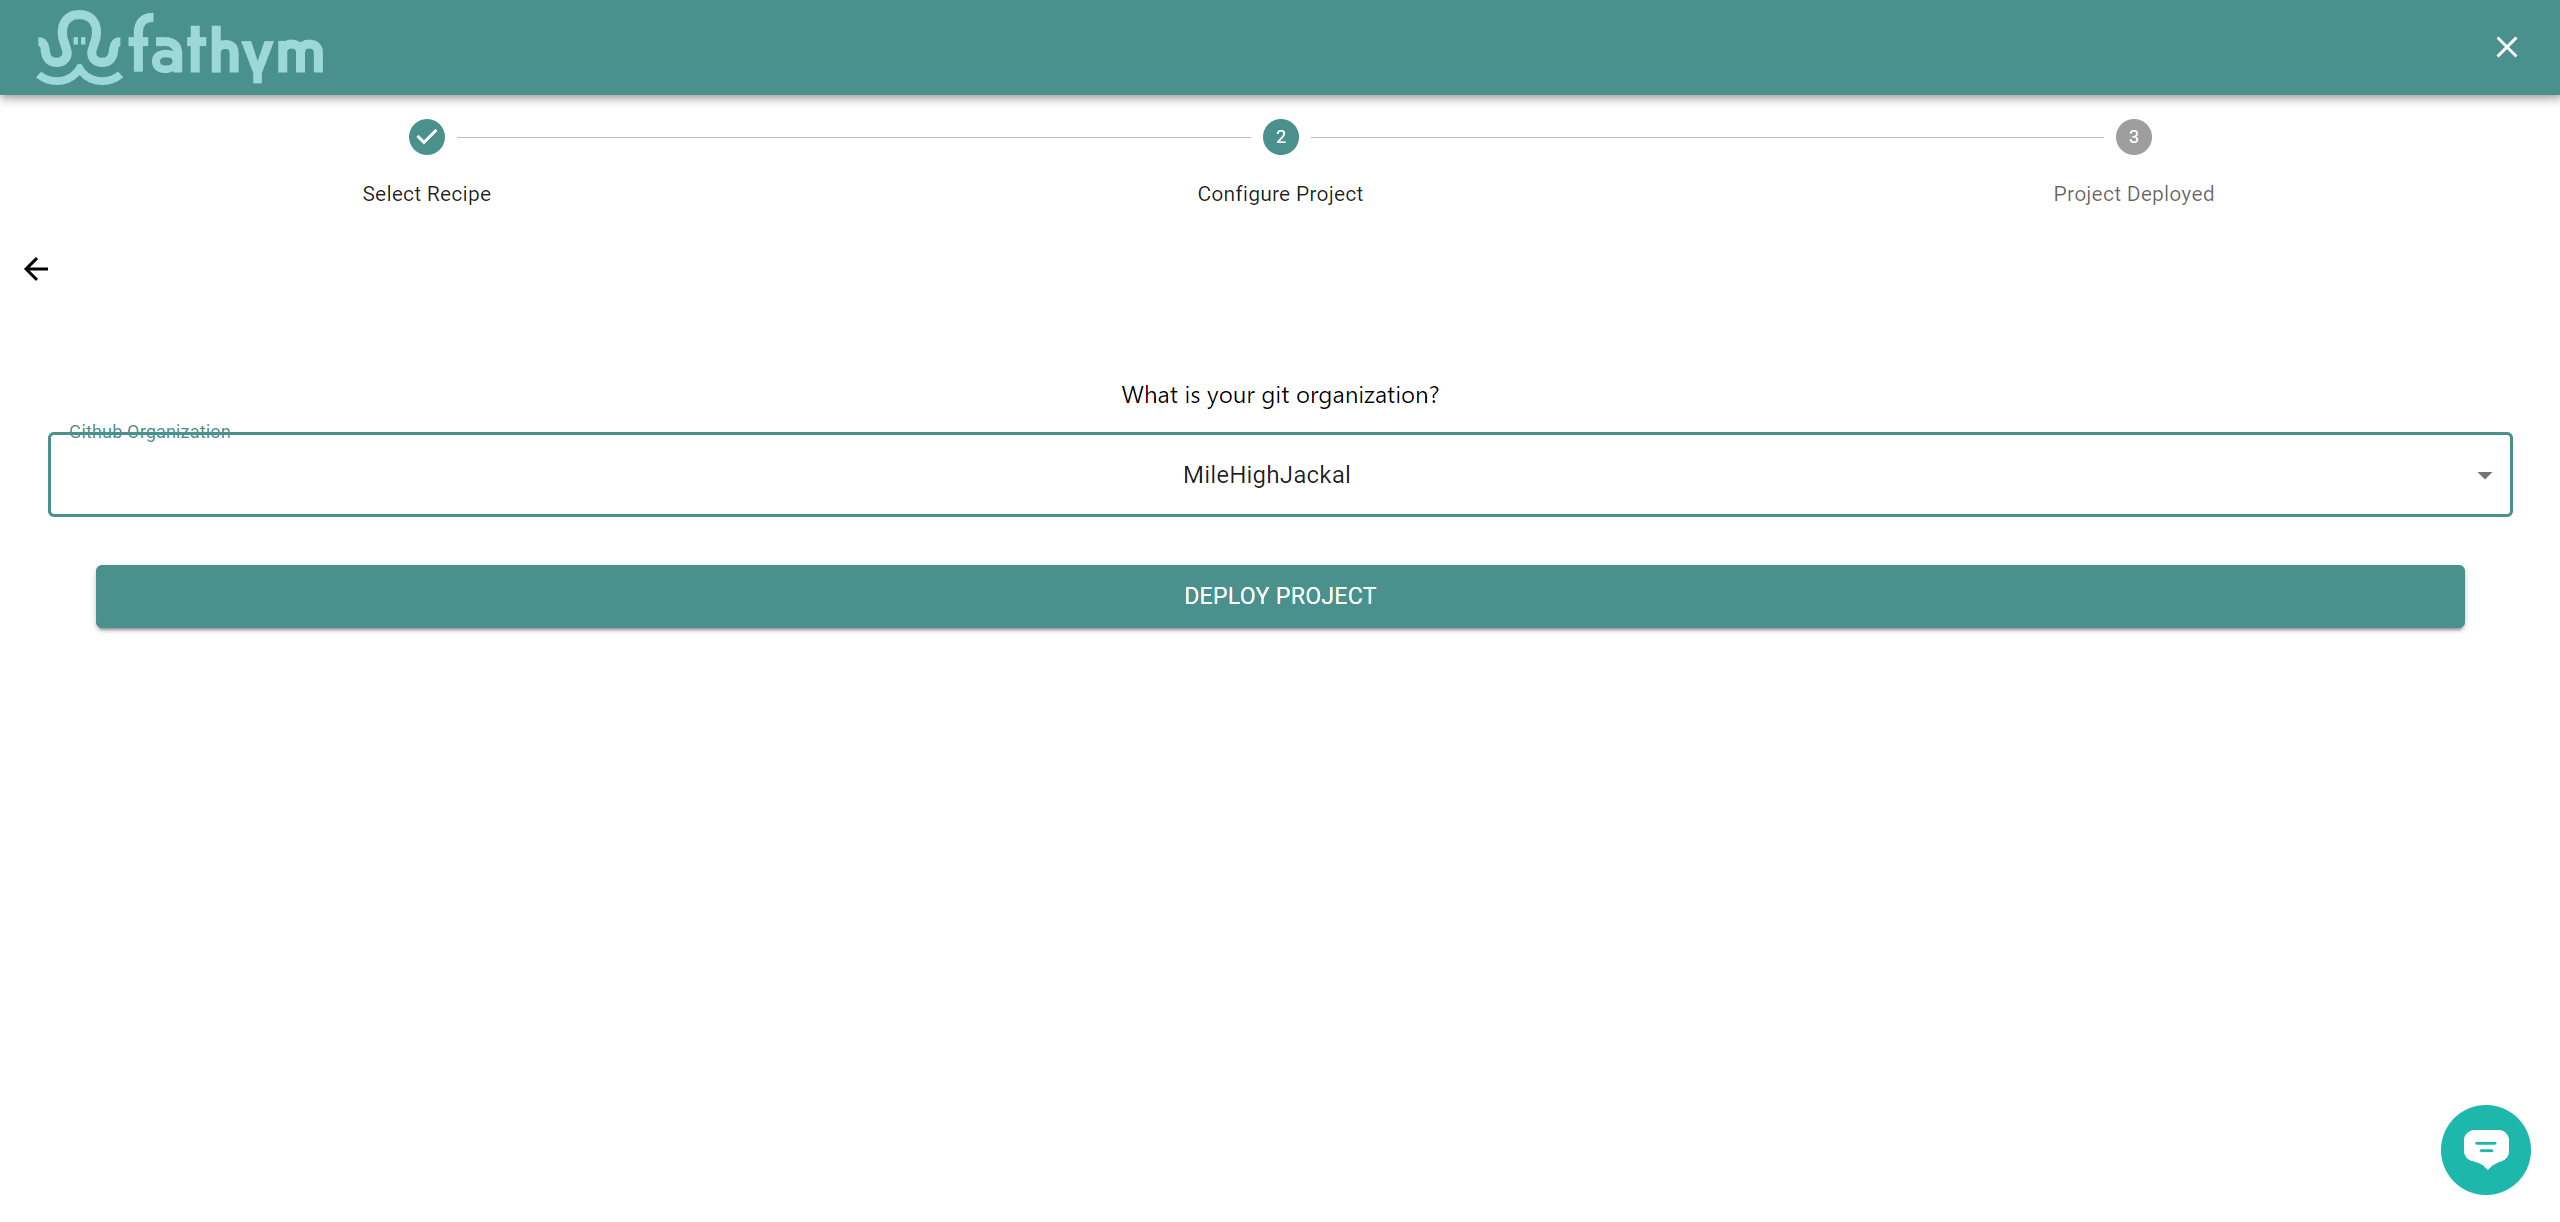 fathym
2
3
Select Recipe
Configure Project
Project Deployed
What is your git organization?
Github Organization
MileHighJackal
DEPLOY PROJECT